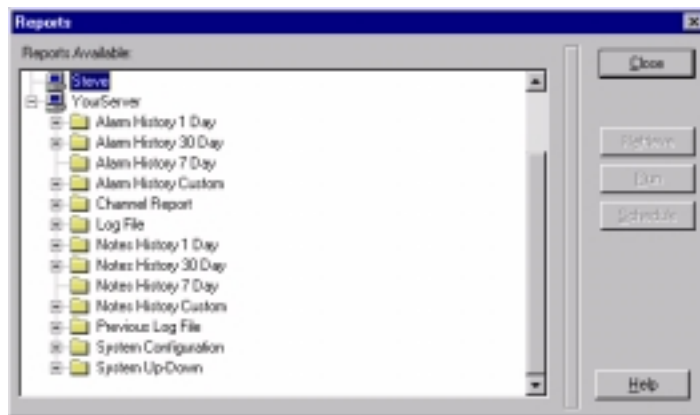 Reports
Reports Available:
Steve
YourServer
Alarm History 1 Day
Alarm History 30 Day
Alarm History 7 Day
Alarm History Custom
Channel Report
Log File
Notes History 1 Day
Notes History 30 Day
Notes History 7 Day
Notes History Custom
Previous Log File
System Configuration
System Up-Down
Close
Retrieve
Run
Schedule
Help